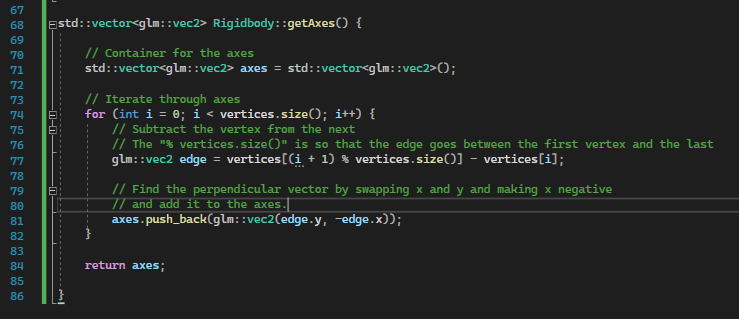 67
68 std::vector<glm::vec2> Rigidbody::getAxes() {
69
70 // Container for the axes
71 std::vector<glm::vec2> axes = std::vector<glm::vec2>();
72
73 // Iterate through axes
74 for (int i = 0; i < vertices.size(); i++) {
75 // Subtract the vertex from the next
76 // The "% vertices.size()" is so that the edge goes between the first vertex and the last
77 glm::vec2 edge = vertices[(i + 1) % vertices.size()] - vertices[i];
78
79 // Find the perpendicular vector by swapping x and y and making x negative
80 // and add it to the axes.
81 axes.push_back(glm::vec2(edge.y, -edge.x));
82 }
83
84 return axes;
85
86 }